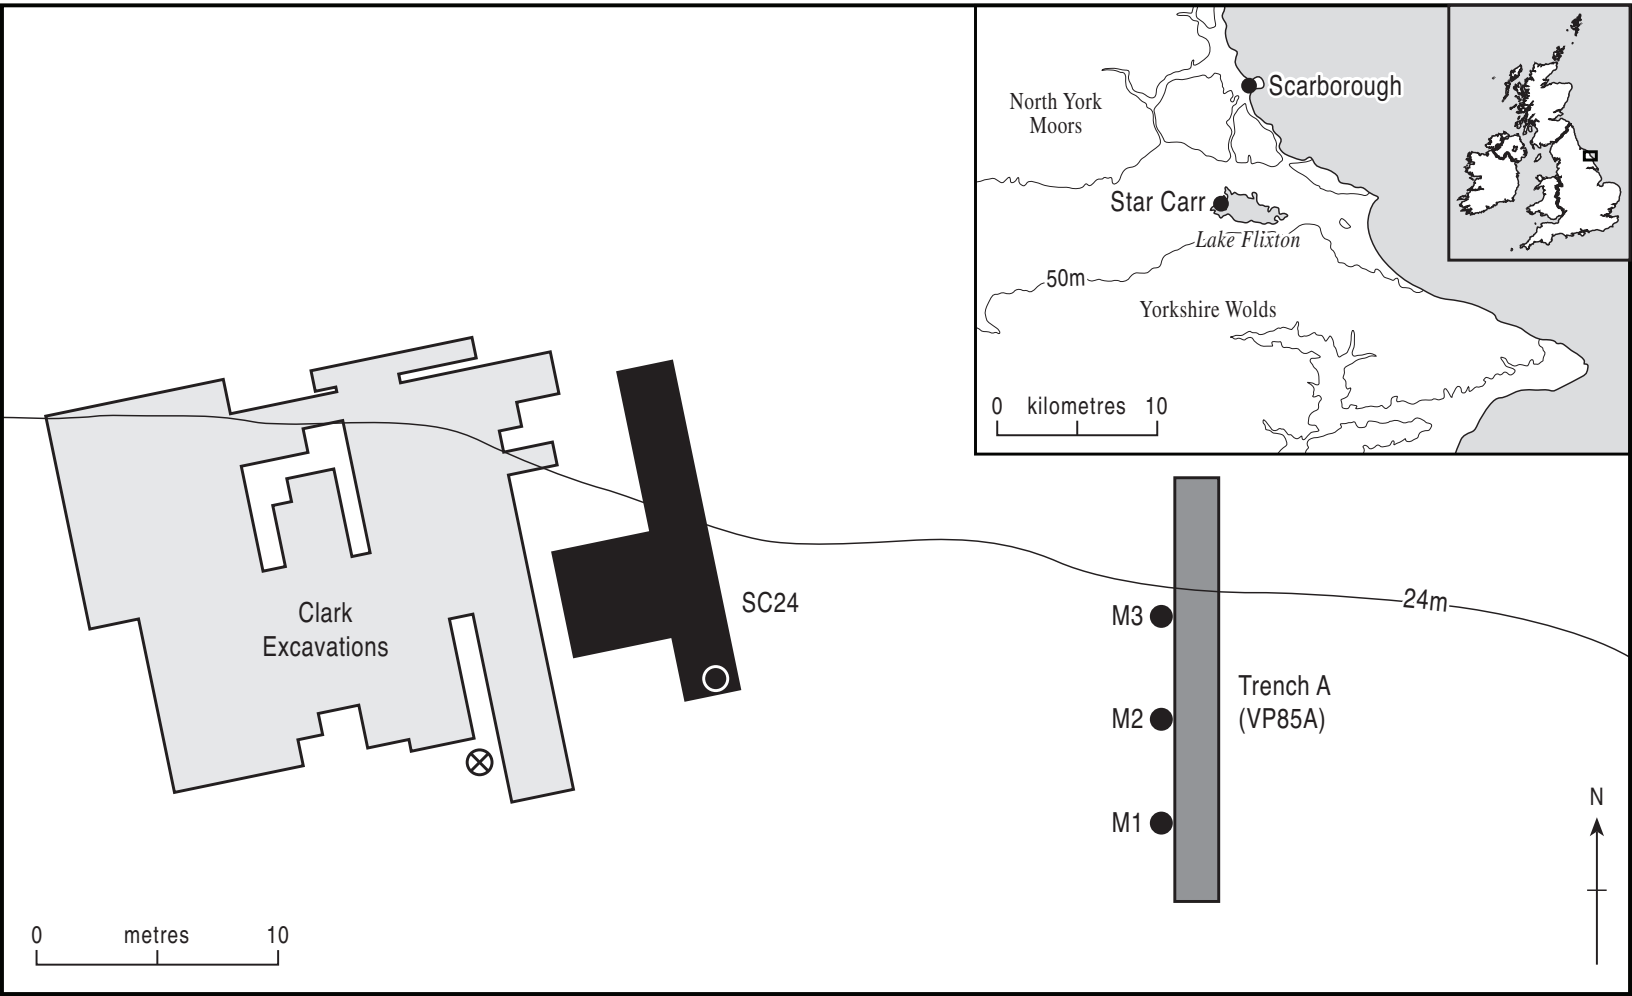 North York
Moors
Scarborough
Star Carr
Lake Flixton
50m
Yorkshire Wolds
0 kilometres 10
Clark
Excavations
SC24
M3
M2
M1
24m
Trench A
(VP85A)
N
0 metres 10